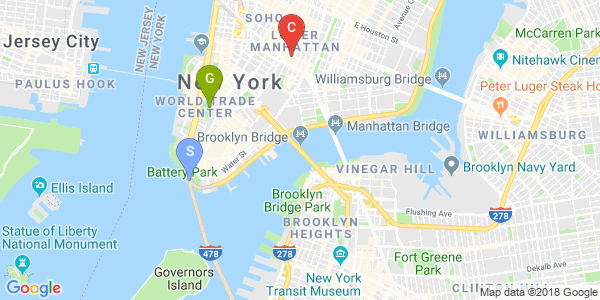 SOHO
LOWER
MANHATTAN
C
E Houston St
Avenue C
NEW JERSEY
NEW YORK
Jersey City
PAULUS HOOK
McCarren Park
Nitehawk Cinem
Williamsburg Bridge
Peter Luger Steak Ho
New York
G
WORLD TRADE
CENTER
Brooklyn Bridge
Manhattan Bridge
WILLIAMSBURG
S
Water St
Battery Park
VINEGAR HILL
Brooklyn Navy Yard
Ellis Island
Brooklyn
Bridge Park
Flushing Ave
278
BROOKLYN
HEIGHTS
Statue of Liberty
National Monument
478
278
278
Fort Greene
Park
Governors
Island
New York
Transit Museum
DeKalb Ave
CLINTON HILL
Google
Map data ©2018 Google